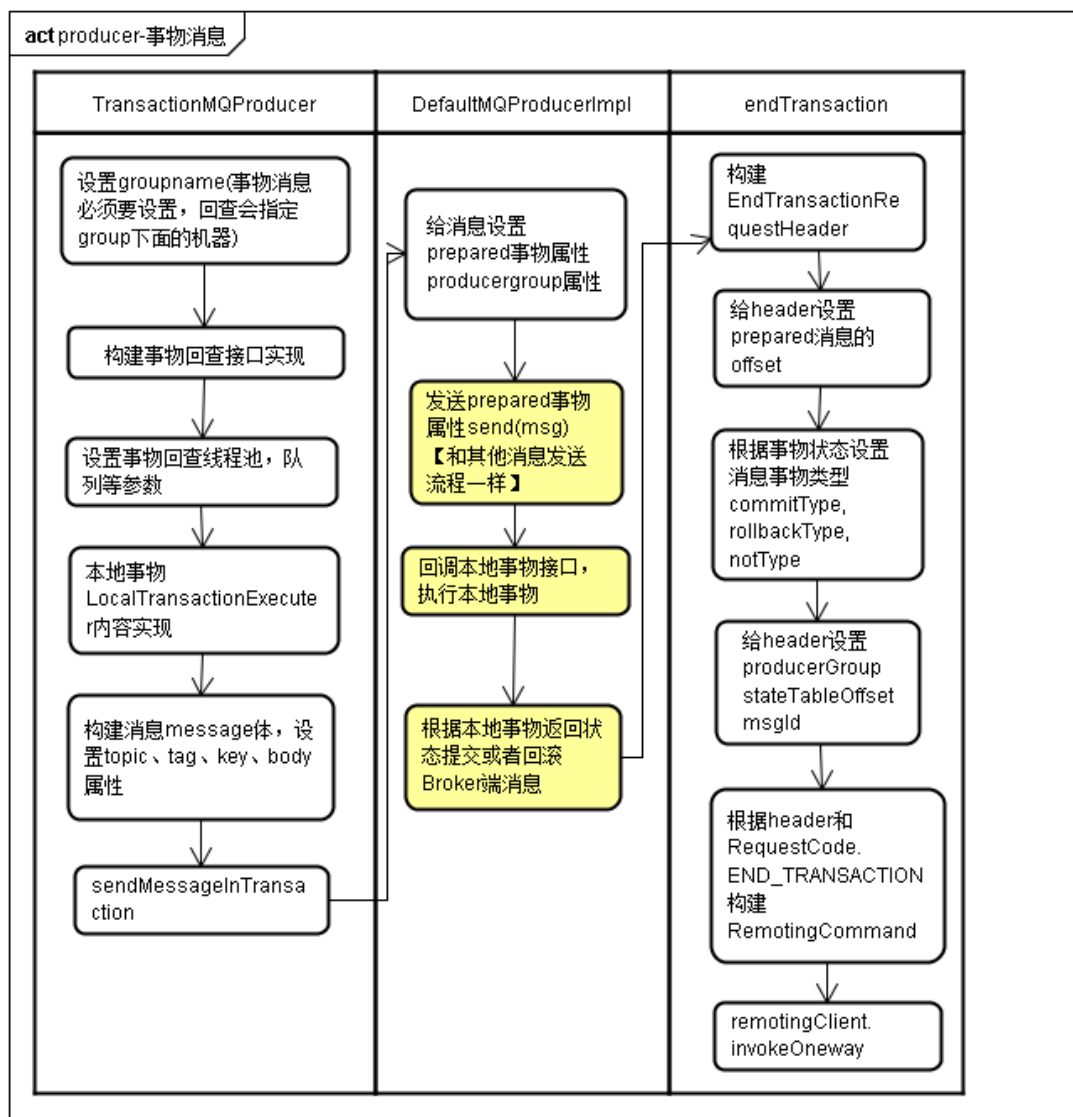 act producer-事物消息
TransactionMQProducer
设置groupname(事物消息
必须要设置，回查会指定
group下面的机器)
构建事物回查接口实现
设置事物回查线程池，队
列等参数
本地事物
LocalTransactionExecute
r内容实现
构建消息message体，设
置topic、tag、key、body
属性
sendMessageInTransa
ction
DefaultMQProducerImpl
给消息设置
prepared事物属性
producergroup属性
发送prepared事物
属性send(msg)
【和其他消息发送
流程一样】
回调本地事物接口，
执行本地事物
根据本地事物返回状
态提交或者回滚
Broker端消息
endTransaction
构建
EndTransactionRe
questHeader
给header设置
prepared消息的
offset
根据事物状态设置
消息事物类型
commitType,
rollbackType,
notType
给header设置
producerGroup
stateTableOffset
msgId
根据header和
RequestCode.
END_TRANSACTION
构建
RemotingCommand
remotingClient.
invokeOneway